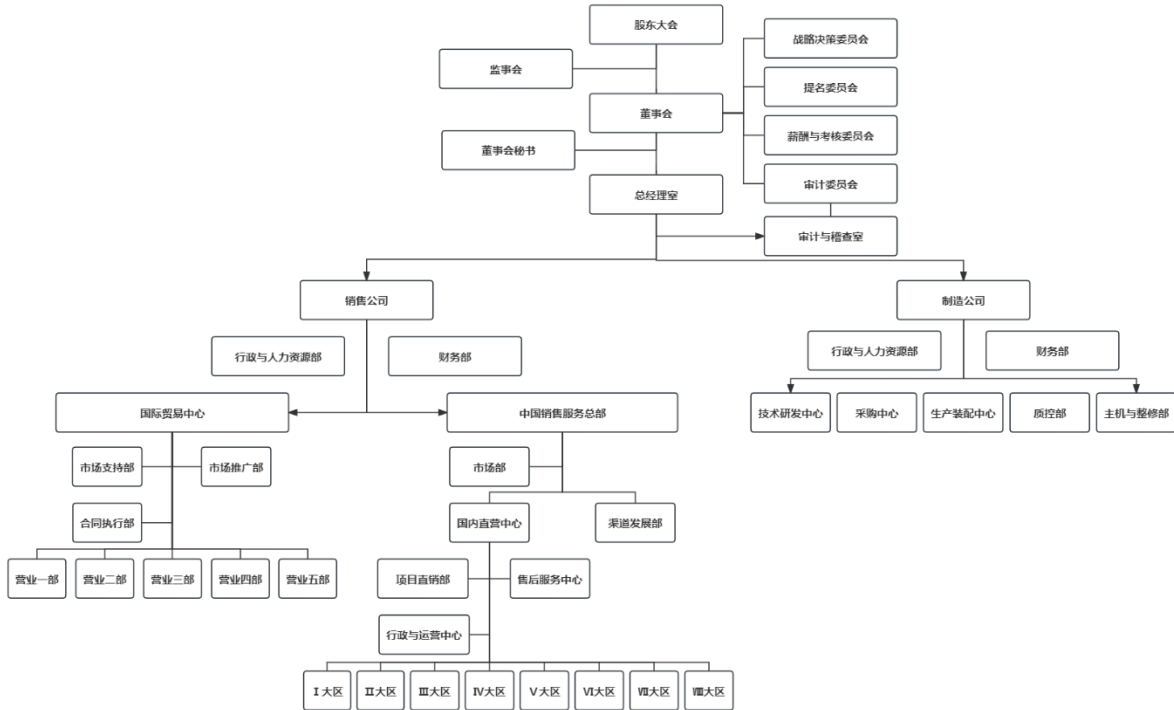 股东大会
战略决策委员会
监事会
提名委员会
董事会
薪酬与考核委员会
董事会秘书
审计委员会
总经理室
审计与稽查室
销售公司
制造公司
行政与人力资源部
财务部
行政与人力资源部
财务部
国际贸易中心
中国销售服务总部
技术研发中心
采购中心
生产装配中心
质控部
主机与整修部
市场支持部
市场推广部
市场部
合同执行部
国内直营中心
渠道发展部
营业一部
营业二部
营业三部
营业四部
营业五部
项目直销部
售后服务中心
行政与运营中心
Ⅰ大区
Ⅱ大区
Ⅲ大区
Ⅳ大区
Ⅴ大区
Ⅵ大区
Ⅶ大区
Ⅷ大区